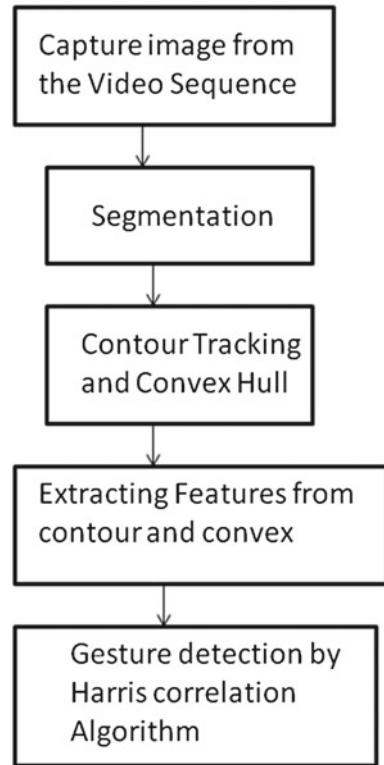 Capture image from
the Video Sequence
Segmentation
Contour Tracking
and Convex Hull
Extracting Features from
contour and convex
Gesture detection by
Harris correlation
Algorithm